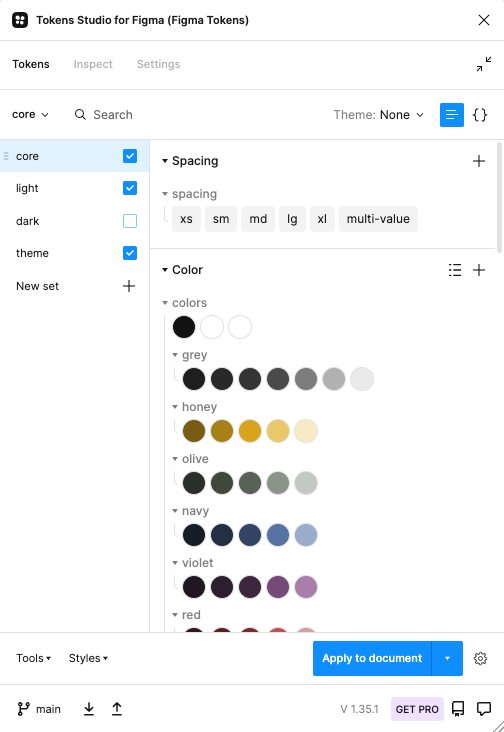 Tokens Studio for Figma (Figma Tokens)
Tokens Inspect Settings
core Search Theme: None {}
core
light
dark
theme
New set
Spacing
spacing
xs sm md lg xl multi-value
Color
colors
grey
honey
olive
navy
violet
red
Tools Styles Apply to document
main V 1.35.1 GET PRO